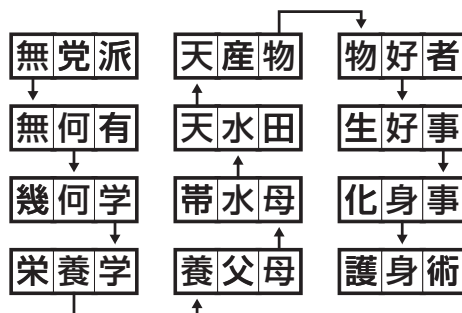 無党派
無何有
幾何学
栄養学
養父母
帯水母
天水田
天産物
物好者
生好事
化身事
護身術